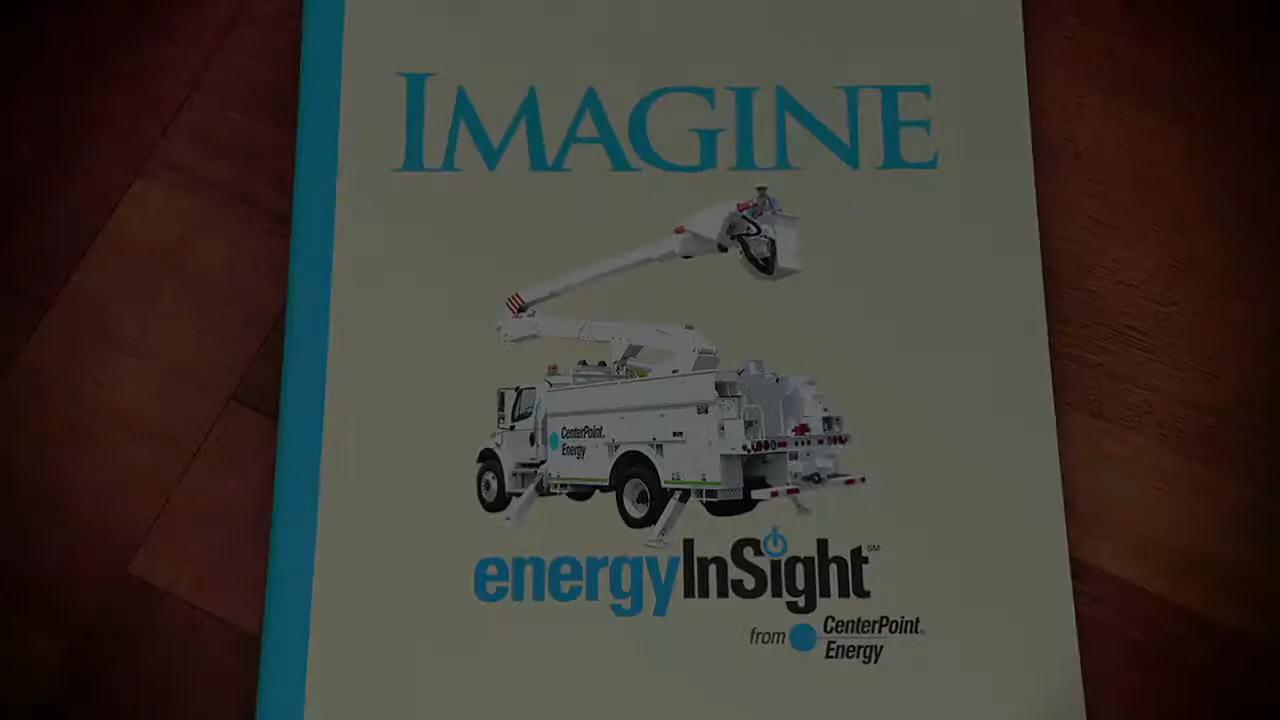 IMAGINE
CenterPoint.
Energy
energyInSight℠
from CenterPoint.
Energy